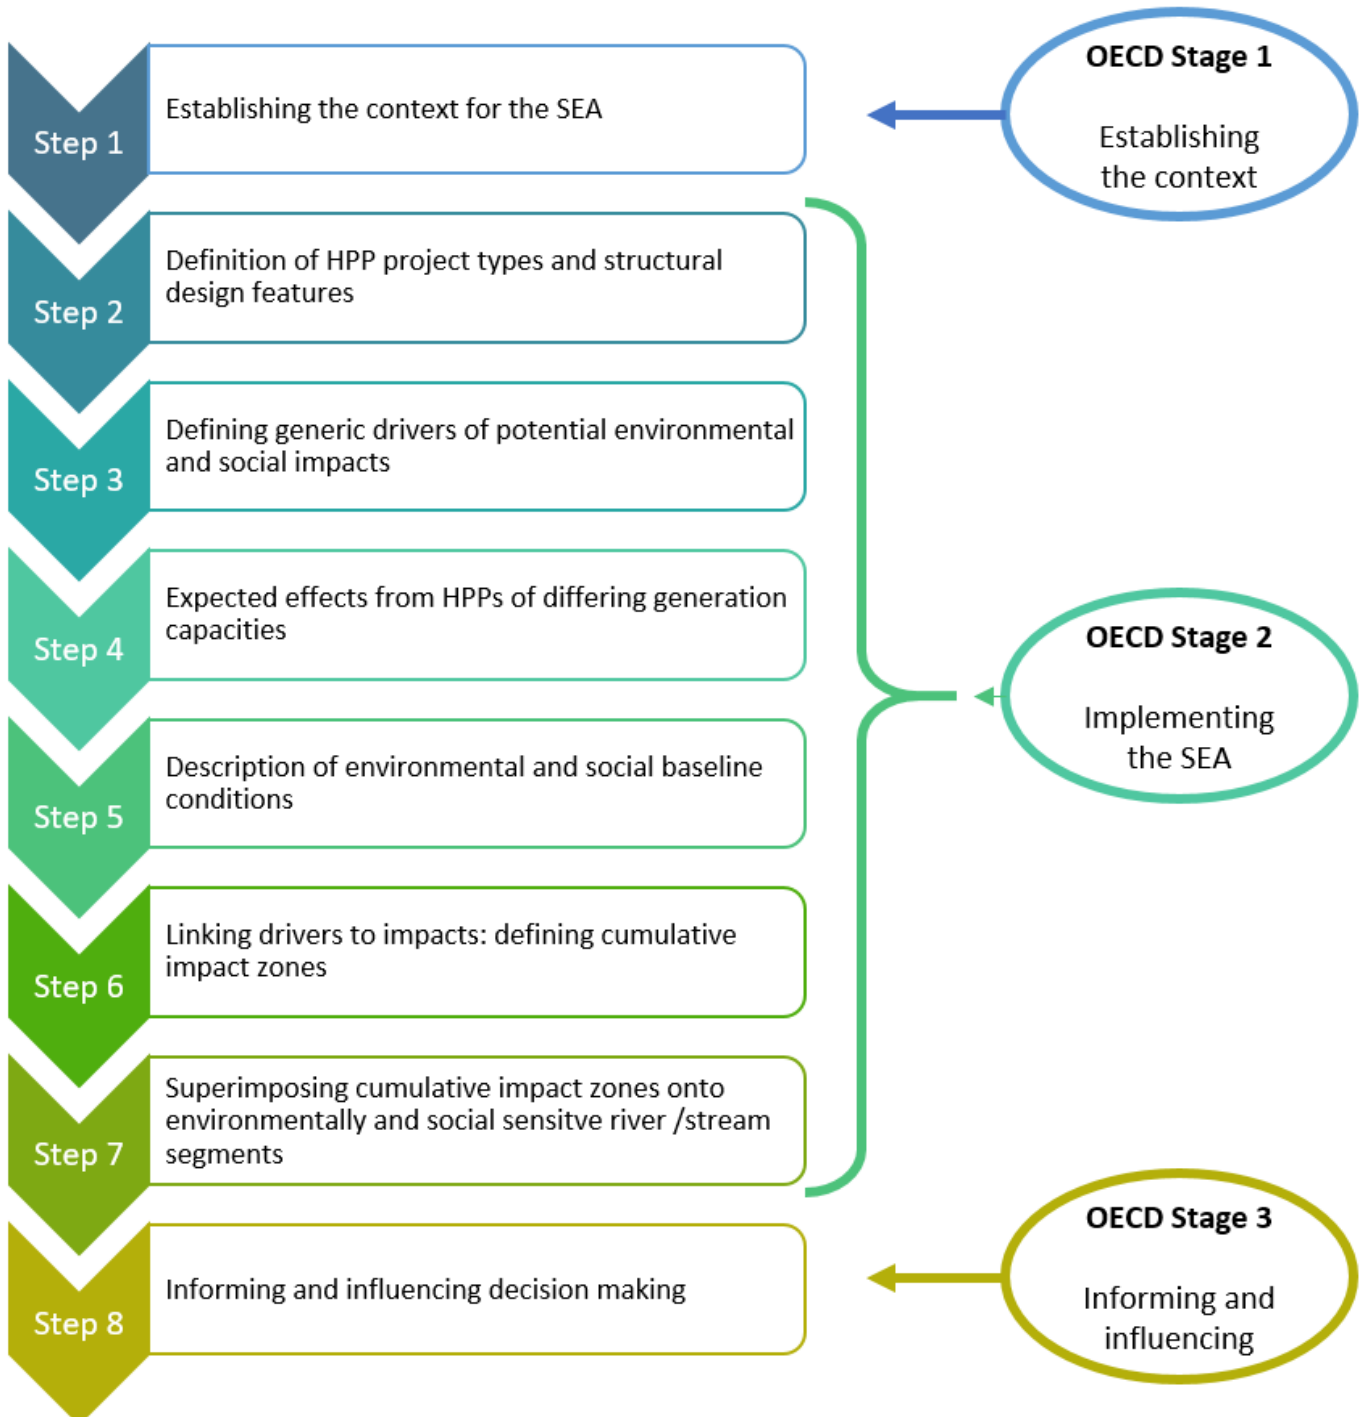 Step 1
Establishing the context for the SEA
OECD Stage 1
Establishing
the context
Step 2
Definition of HPP project types and structural
design features
Step 3
Defining generic drivers of potential environmental
and social impacts
Step 4
Expected effects from HPPs of differing generation
capacities
OECD Stage 2
Implementing
the SEA
Step 5
Description of environmental and social baseline
conditions
Step 6
Linking drivers to impacts: defining cumulative
impact zones
Step 7
Superimposing cumulative impact zones onto
environmentally and social sensitve river /stream
segments
Step 8
Informing and influencing decision making
OECD Stage 3
Informing and
influencing